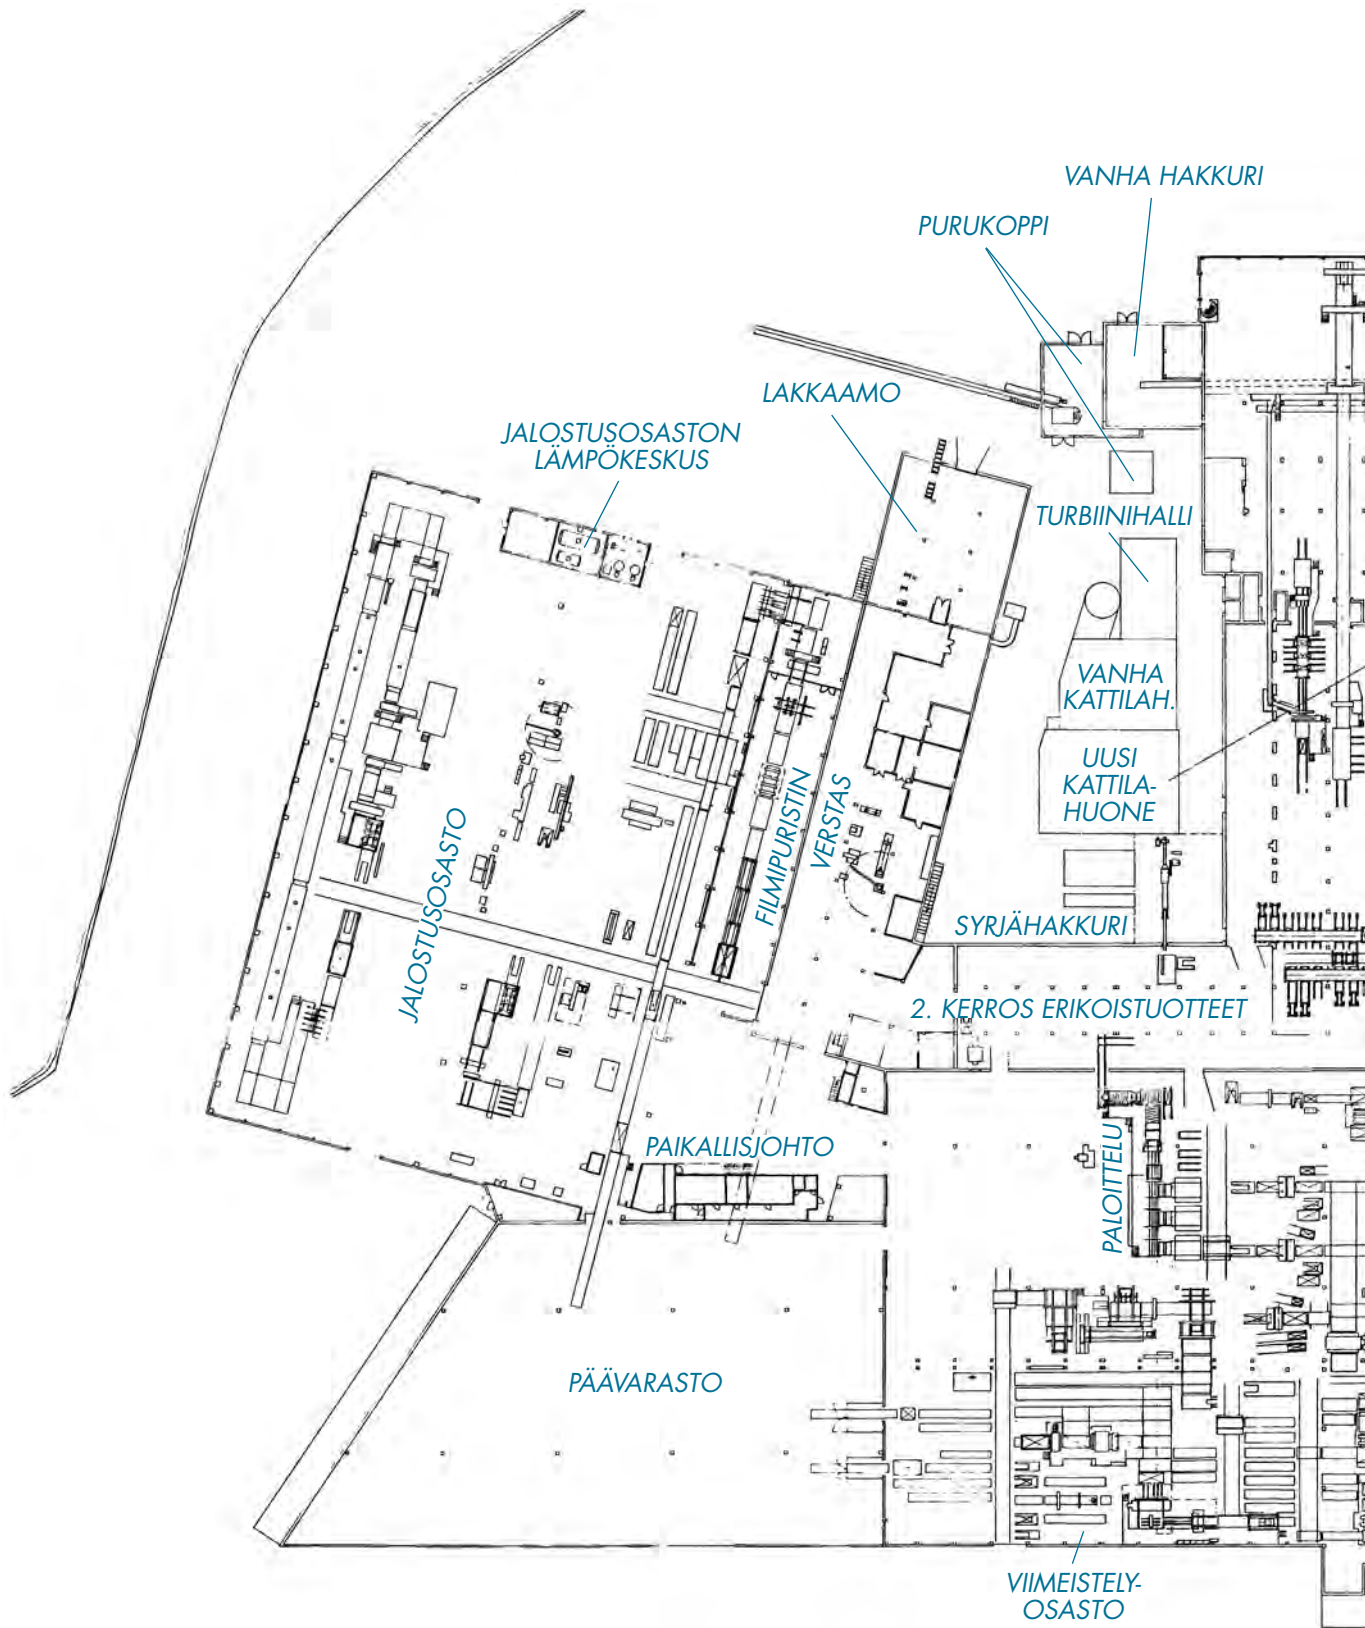 VANHA HAKKURI
PURUKOPPI
LAKKAAMO
JALOSTUSOSASTON
LÄMPÖKESKUS
TURBIINIHALLI
VANHA
KATTILAH.
UUSI
KATTILA-
HUONE
FILMIPURISTIN
VERSTAS
JALOSTUSOSASTO
SYRJÄHAKKURI
2. KERROS ERIKOISTUOTTEET
PAIKALLISJOHTO
PALOITTELU
PÄÄVARASTO
VIIMEISTELY-
OSASTO